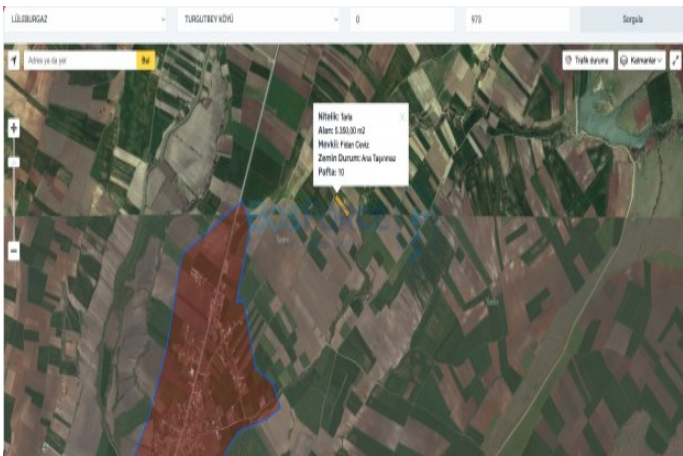 LÜLEBURGAZ
TURGUTBEY KÖYÜ
0
973
Sorgula
Adres ya da yer
Bul
Trafik durumu
Katmanlar
Nitelik: Tarla
Alan: 5.350,00 m2
Mevkii: Fidan Ceviz
Zemin Durum: Ana Taşınmaz
Pafta: 10